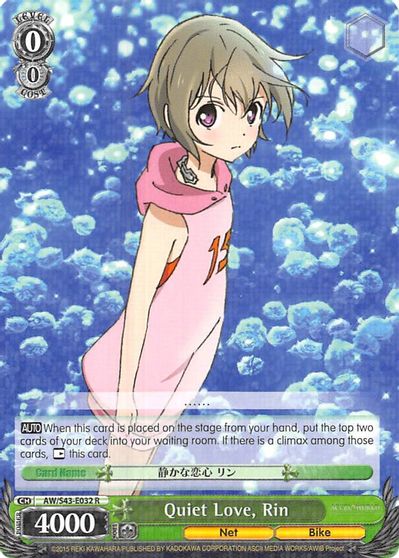 LEVEL
0
0
COST
15
......
AUTO When this card is placed on the stage from your hand, put the top two
cards of your deck into your waiting room. If there is a climax among those
cards, this card.
Card Name
静かな恋心 リン
CH AW/S43-E032 R
Quiet Love, Rin
POWER
4000
Net
Bike
©2015 REKI KAWAHARA/PUBLISHED BY KADOKAWA CORPORATION ASCII MEDIA WORKS/AWIB Project